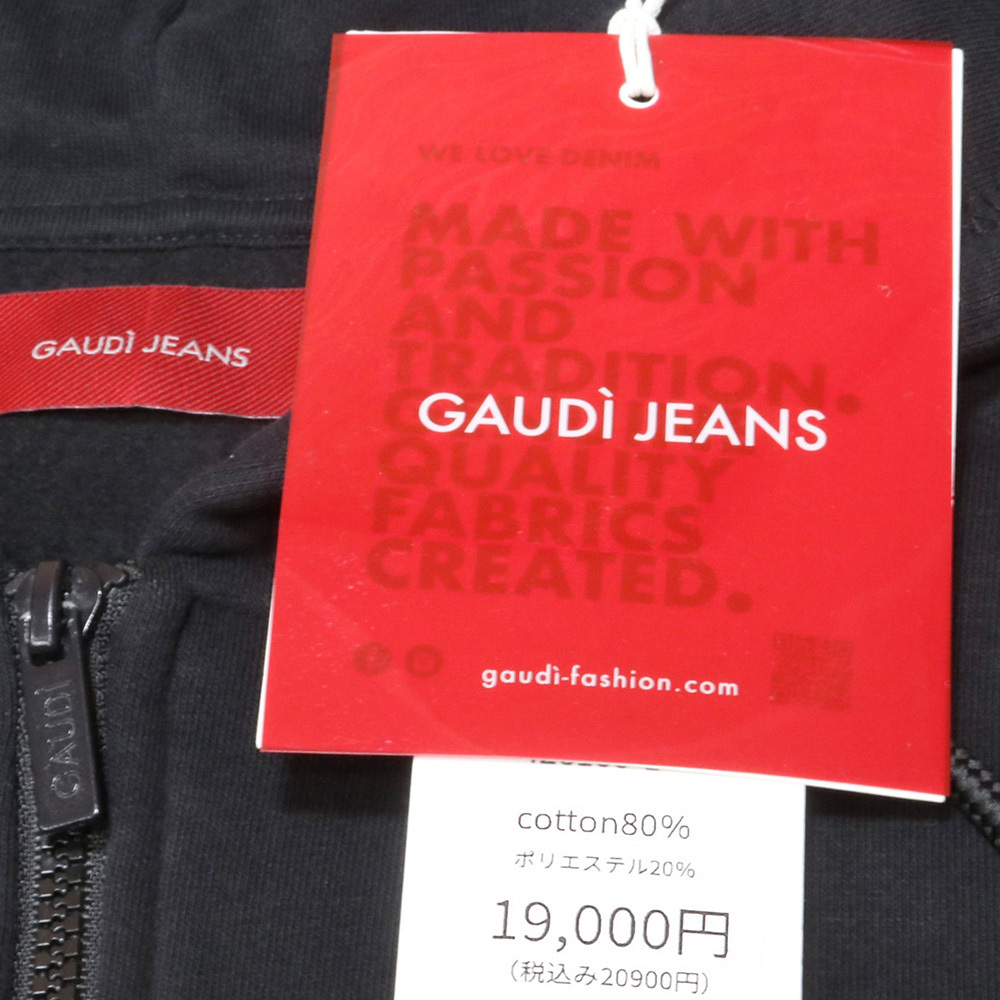 WE LOVE DENIM
MADE WITH
PASSION
AND
TRADITION.
QUALITY
FABRICS
CREATED.
GAUDÌ JEANS
gaudì-fashion.com
GAUDÌ JEANS
GAUDÌ
cotton80%
ポリエステル20%
19,000円
(税込み20900円)